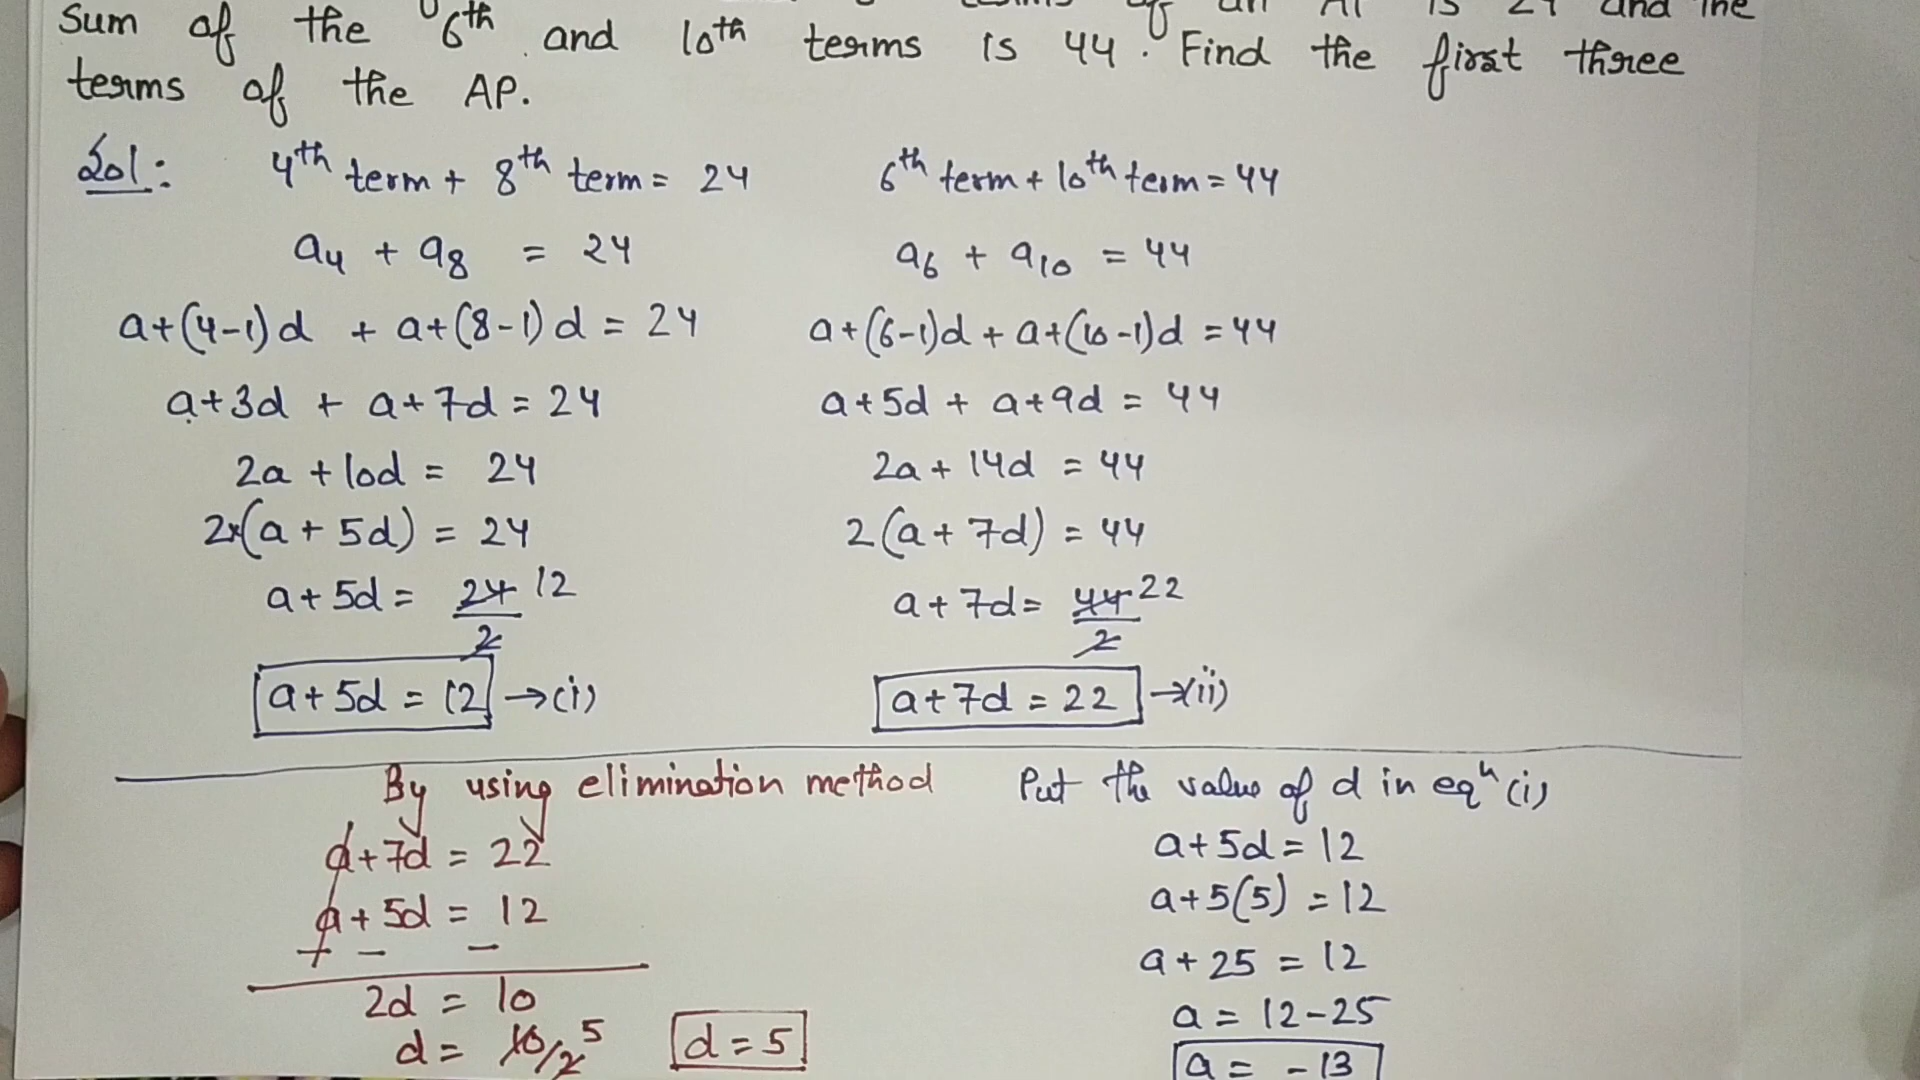 is 24 and the
Sum of the 6th and 10th terms is 44. Find the first three
terms of the AP.
Sol:
4th term + 8th term = 24
a4 + a8 = 24
a+(4-1)d + a+(8-1)d = 24
a+3d + a+7d = 24
2a + 10d = 24
2×(a + 5d) = 24
a+5d = 24/2 12
a+5d = 12 →(i)
6th term + 10th term = 44
a6 + a10 = 44
a+(6-1)d + a+(10-1)d = 44
a+5d + a+9d = 44
2a + 14d = 44
2(a + 7d) = 44
a+7d = 44/2 22
a+7d = 22 →(ii)
By using elimination method
a+7d = 22
a+5d = 12
2d = 10
d = 10/2 5
d = 5
Put the value of d in eqn (i)
a+5d = 12
a+5(5) = 12
a+25 = 12
a = 12-25
a = -13